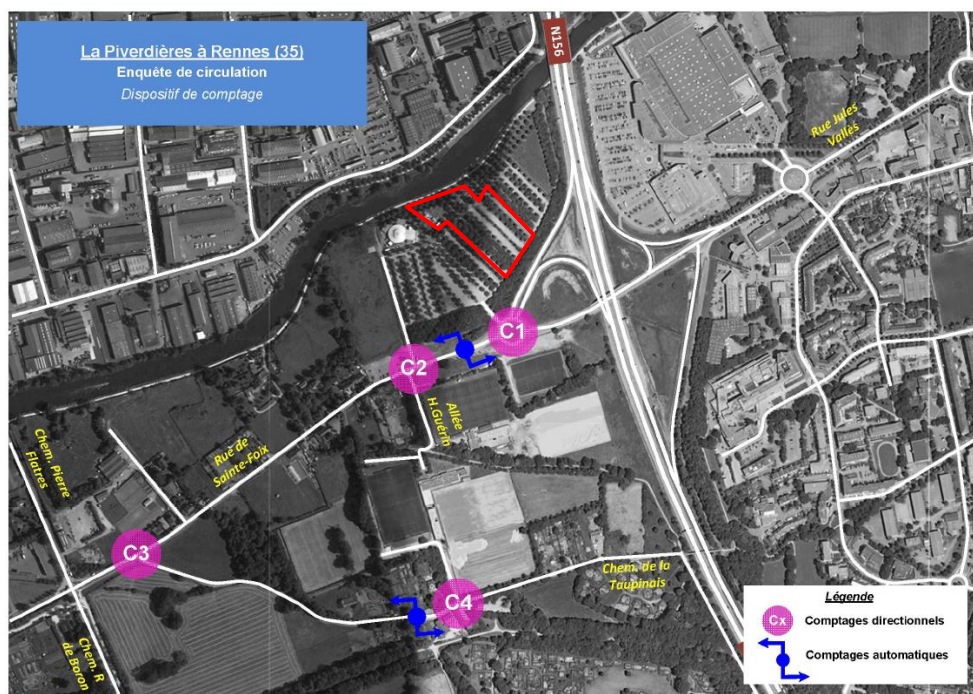 La Piverdières à Rennes (35)
Enquête de circulation
Dispositif de comptage
N156
Rue Jules
Vallès
C1
C2
Allée
H.Guérin
Rue de
Sainte-Foix
Chem. Pierre
Flatres
C3
Chem. de la
Taupinais
C4
Chem. R
de Boron
Légende
Cx
Comptages directionnels
Comptages automatiques